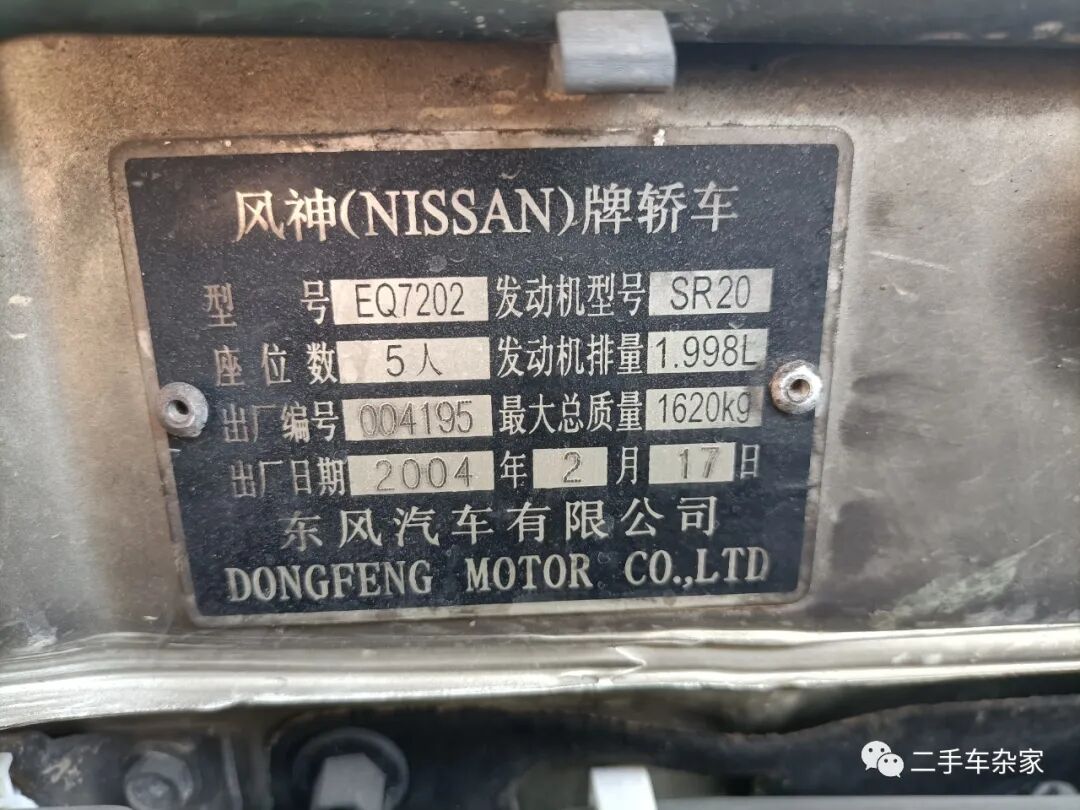 风神(NISSAN)牌轿车
型 号 EQ7202 发动机型号 SR20
座位数 5人 发动机排量 1.998L
出厂编号 004195 最大总质量 1620kg
出厂日期 2004 年 2 月 17 日
东风汽车有限公司
DONGFENG MOTOR CO.,LTD
二手车杂家